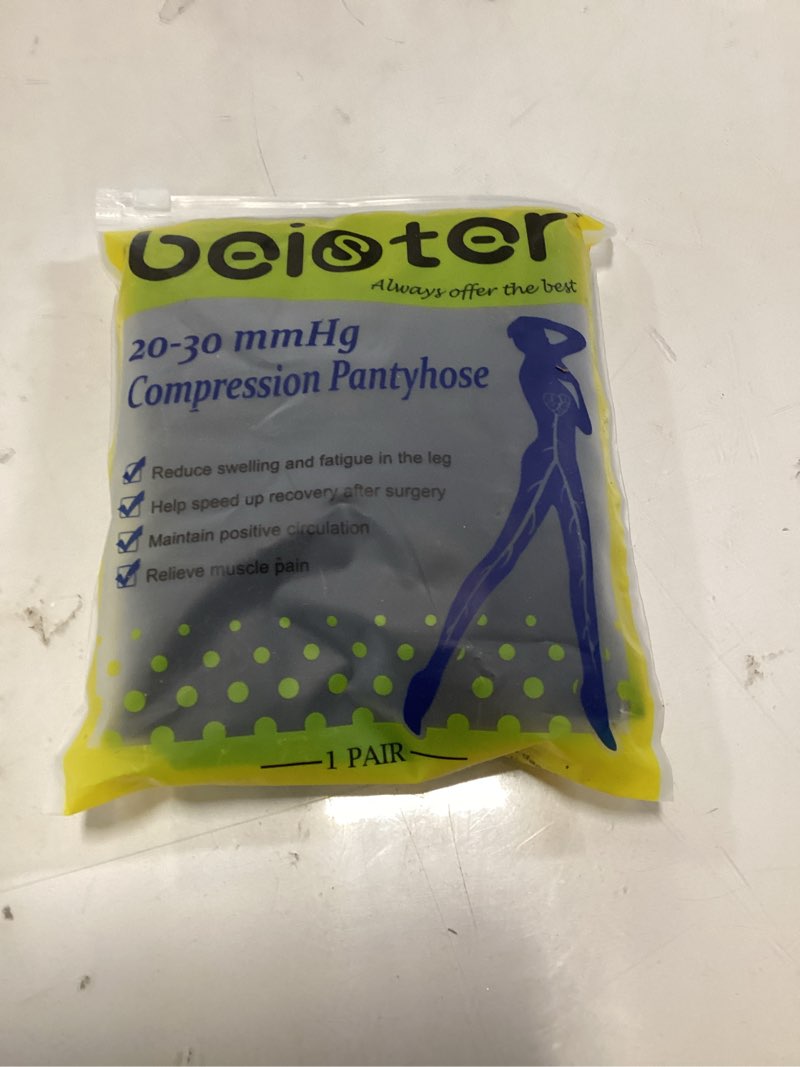 beister
Always offer the best
20-30 mmHg
Compression Pantyhose
Reduce swelling and fatigue in the leg
Help speed up recovery after surgery
Maintain positive circulation
Relieve muscle pain
1 PAIR